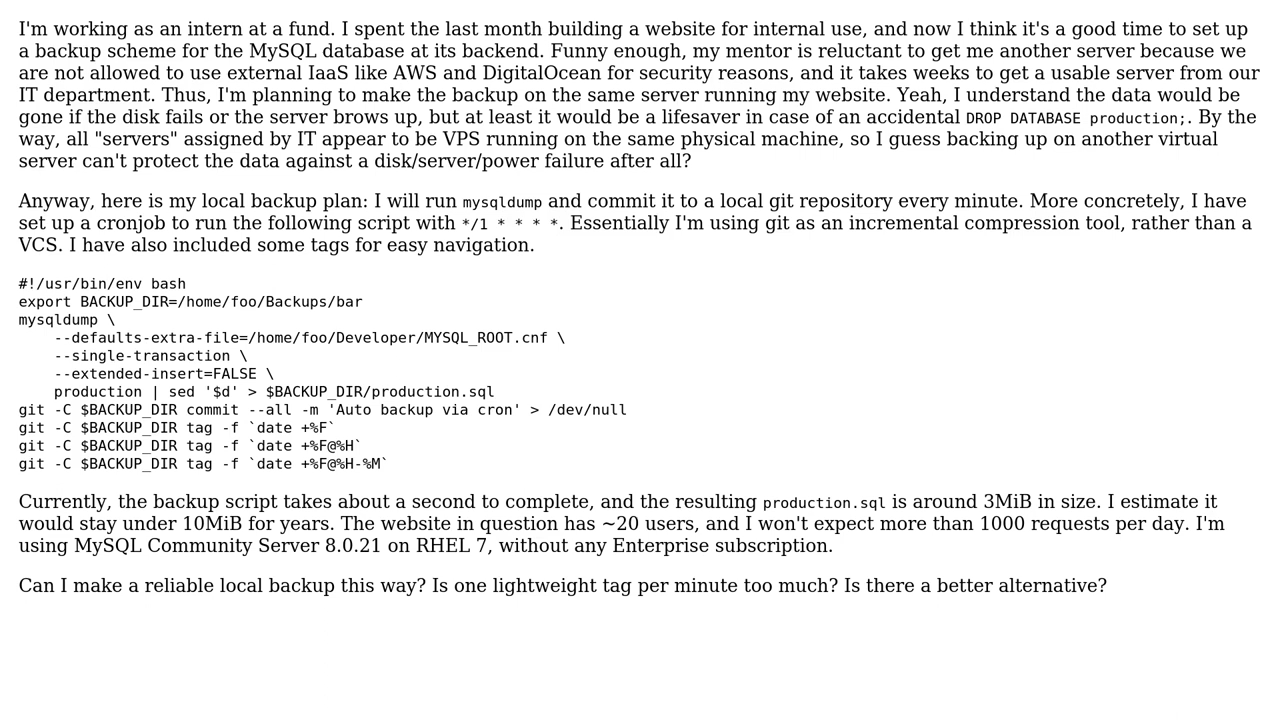 I'm working as an intern at a fund. I spent the last month building a website for internal use, and now I think it's a good time to set up
a backup scheme for the MySQL database at its backend. Funny enough, my mentor is reluctant to get me another server because we
are not allowed to use external IaaS like AWS and DigitalOcean for security reasons, and it takes weeks to get a usable server from our
IT department. Thus, I'm planning to make the backup on the same server running my website. Yeah, I understand the data would be
gone if the disk fails or the server brows up, but at least it would be a lifesaver in case of an accidental DROP DATABASE production;. By the
way, all "servers" assigned by IT appear to be VPS running on the same physical machine, so I guess backing up on another virtual
server can't protect the data against a disk/server/power failure after all?
Anyway, here is my local backup plan: I will run mysqldump and commit it to a local git repository every minute. More concretely, I have
set up a cronjob to run the following script with */1 * * * *. Essentially I'm using git as an incremental compression tool, rather than a
VCS. I have also included some tags for easy navigation.
#!/usr/bin/env bash
export BACKUP_DIR=/home/foo/Backups/bar
mysqldump \
    --defaults-extra-file=/home/foo/Developer/MYSQL_ROOT.cnf \
    --single-transaction \
    --extended-insert=FALSE \
    production | sed '$d' > $BACKUP_DIR/production.sql
git -C $BACKUP_DIR commit --all -m 'Auto backup via cron' > /dev/null
git -C $BACKUP_DIR tag -f `date +%F`
git -C $BACKUP_DIR tag -f `date +%F@%H`
git -C $BACKUP_DIR tag -f `date +%F@%H-%M`
Currently, the backup script takes about a second to complete, and the resulting production.sql is around 3MiB in size. I estimate it
would stay under 10MiB for years. The website in question has ~20 users, and I won't expect more than 1000 requests per day. I'm
using MySQL Community Server 8.0.21 on RHEL 7, without any Enterprise subscription.
Can I make a reliable local backup this way? Is one lightweight tag per minute too much? Is there a better alternative?